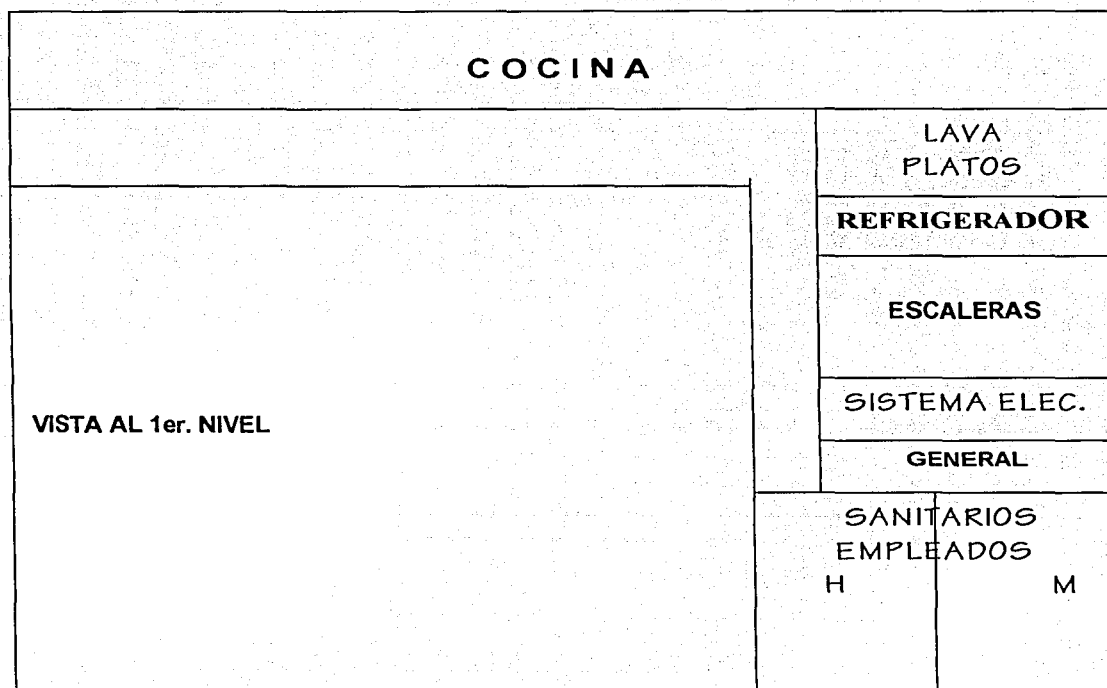 COCINA
LAVA
PLATOS
REFRIGERADOR
ESCALERAS
SISTEMA ELEC.
VISTA AL 1er. NIVEL
GENERAL
SANITARIOS
EMPLEADOS
H M